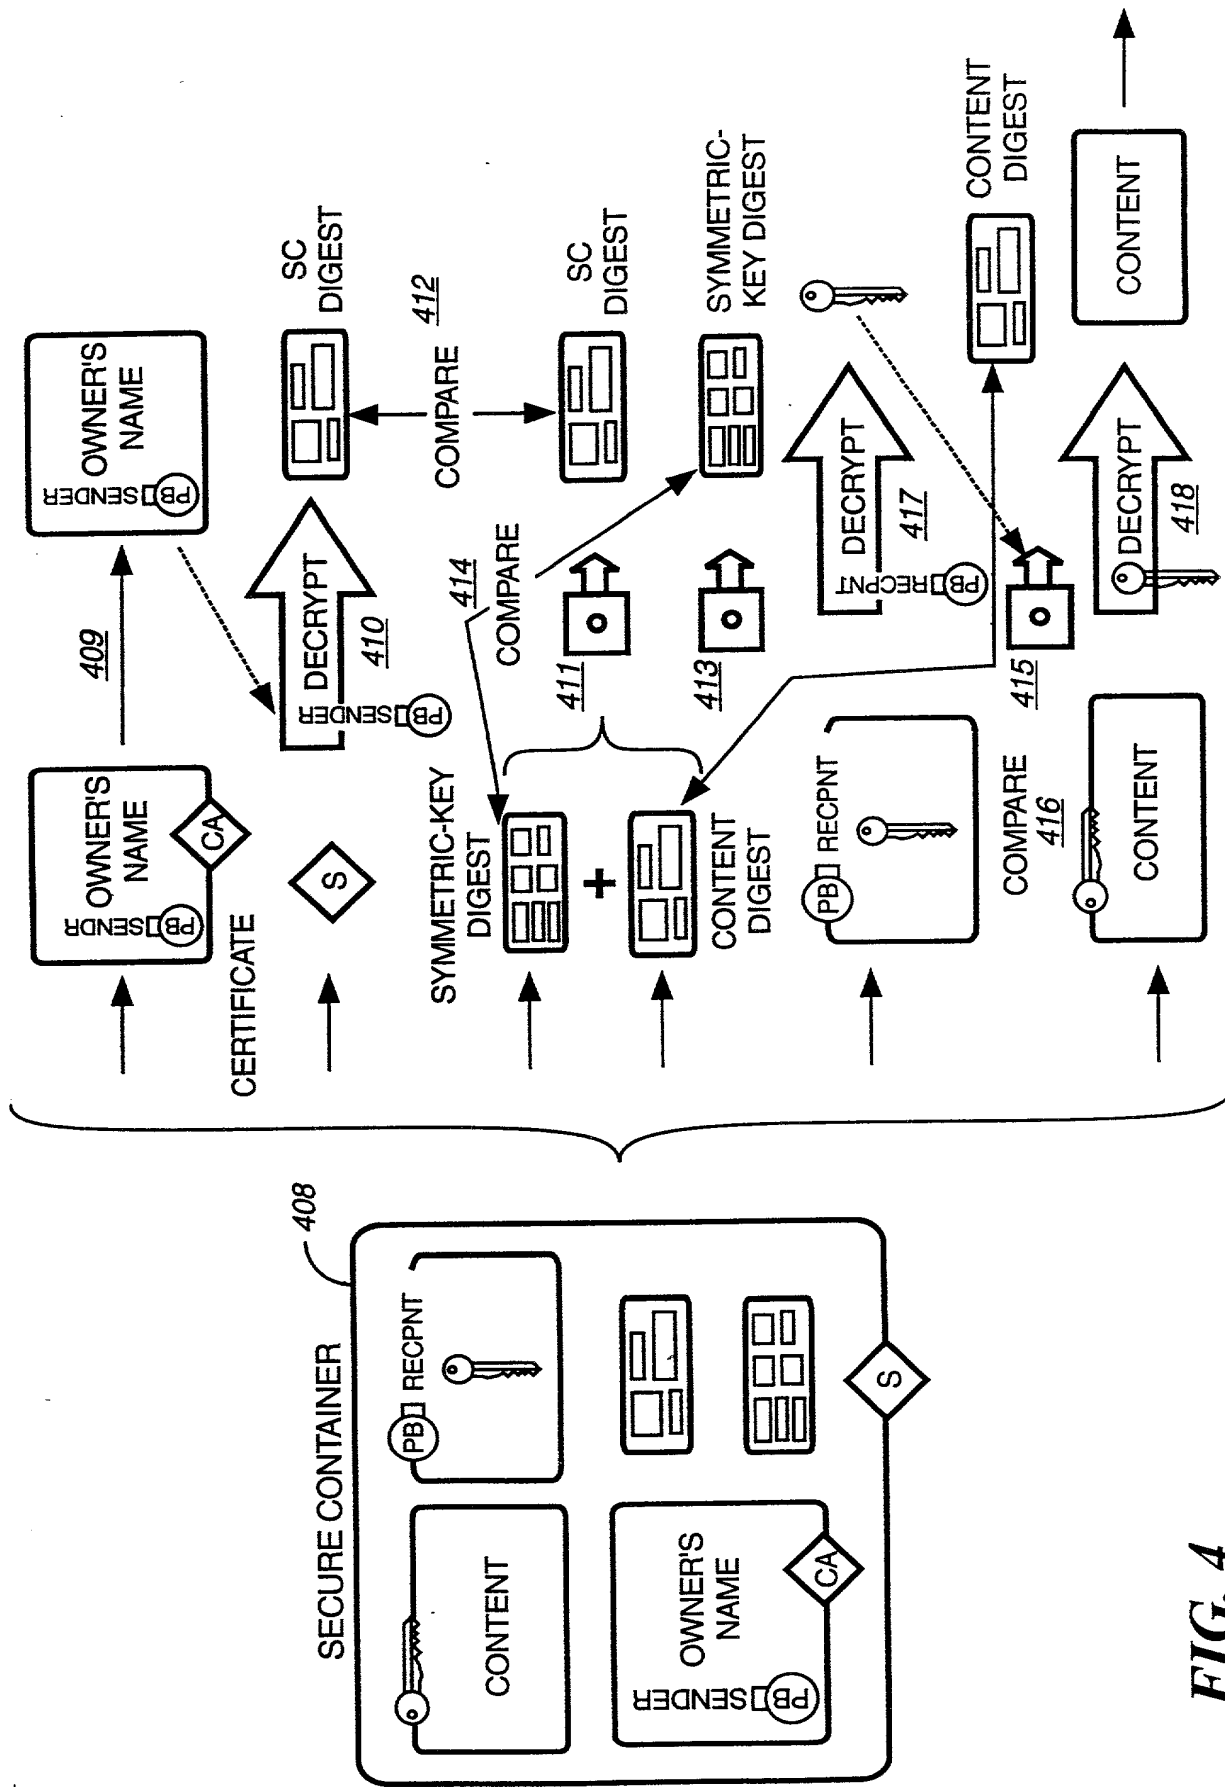 SECURE CONTAINER
408
CONTENT
PB RECPNT
PB SENDER
OWNER'S
NAME
CA
S
PB SENDR
OWNER'S
NAME
CA
CERTIFICATE
409
PB SENDER
OWNER'S
NAME
S
PB SENDER
DECRYPT
410
SC
DIGEST
COMPARE
412
SYMMETRIC-KEY
DIGEST
+
CONTENT
DIGEST
414
COMPARE
411
SC
DIGEST
413
SYMMETRIC-
KEY DIGEST
PB RECPNT
PB RECPNT
DECRYPT
417
COMPARE
416
415
CONTENT
DIGEST
CONTENT
DECRYPT
418
CONTENT
FIG. 4